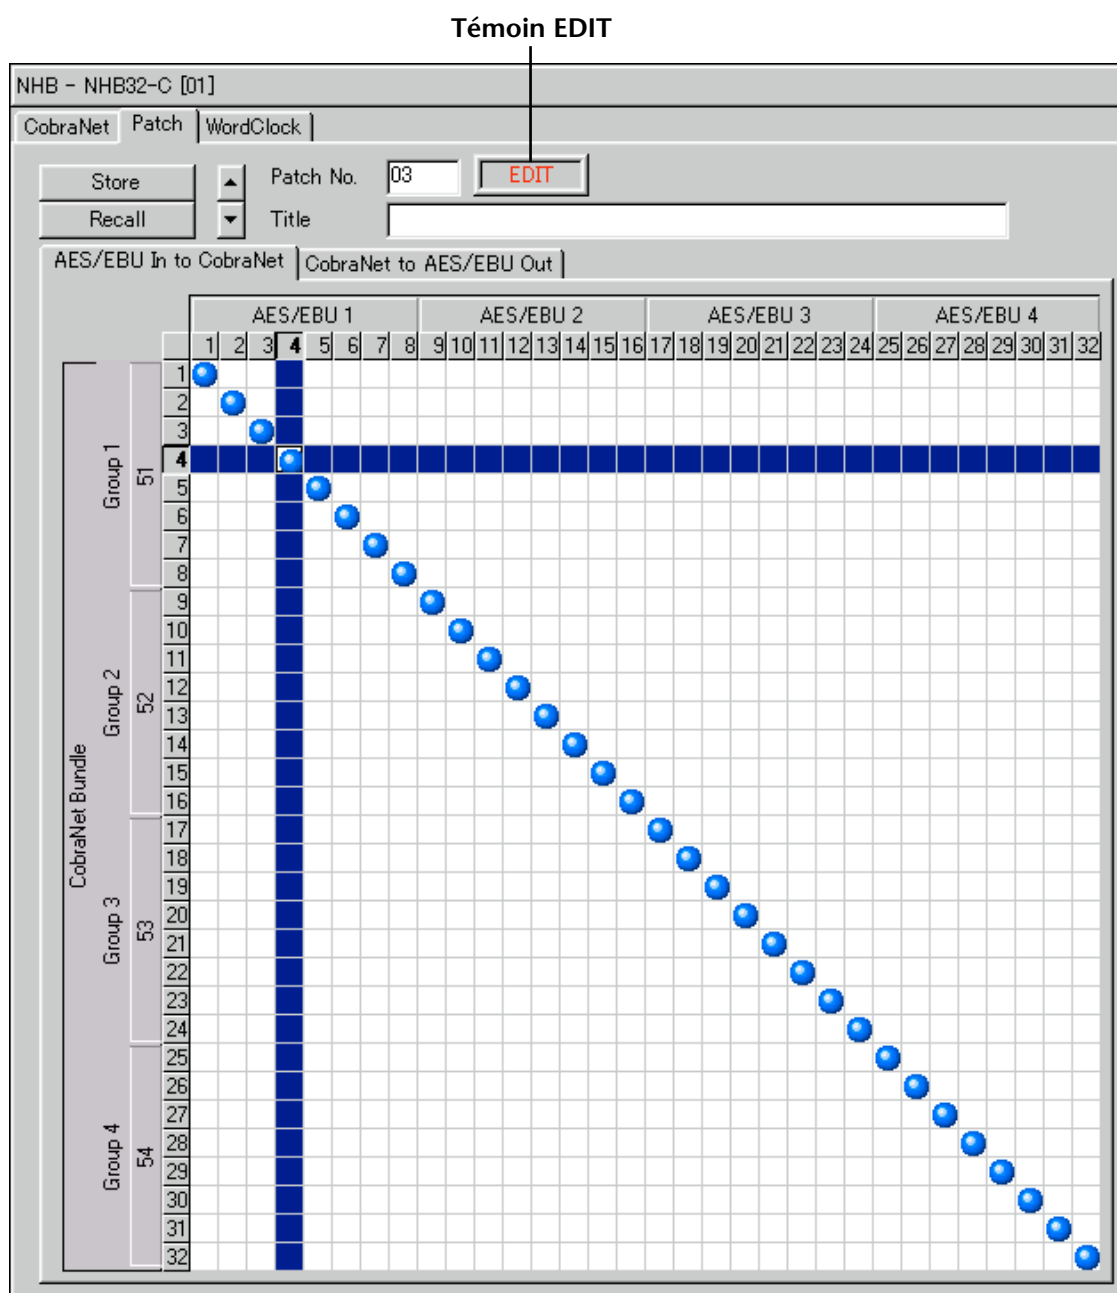 Témoin EDIT
NHB - NHB32-C [01]
CobraNet Patch WordClock
Store Patch No. 03 EDIT
Recall Title
AES/EBU In to CobraNet CobraNet to AES/EBU Out
AES/EBU 1 AES/EBU 2 AES/EBU 3 AES/EBU 4
1 2 3 4 5 6 7 8 9 10 11 12 13 14 15 16 17 18 19 20 21 22 23 24 25 26 27 28 29 30 31 32
CobraNet Bundle
Group 1
51
1
2
3
4
5
6
7
8
Group 2
52
9
10
11
12
13
14
15
16
Group 3
53
17
18
19
20
21
22
23
24
Group 4
54
25
26
27
28
29
30
31
32